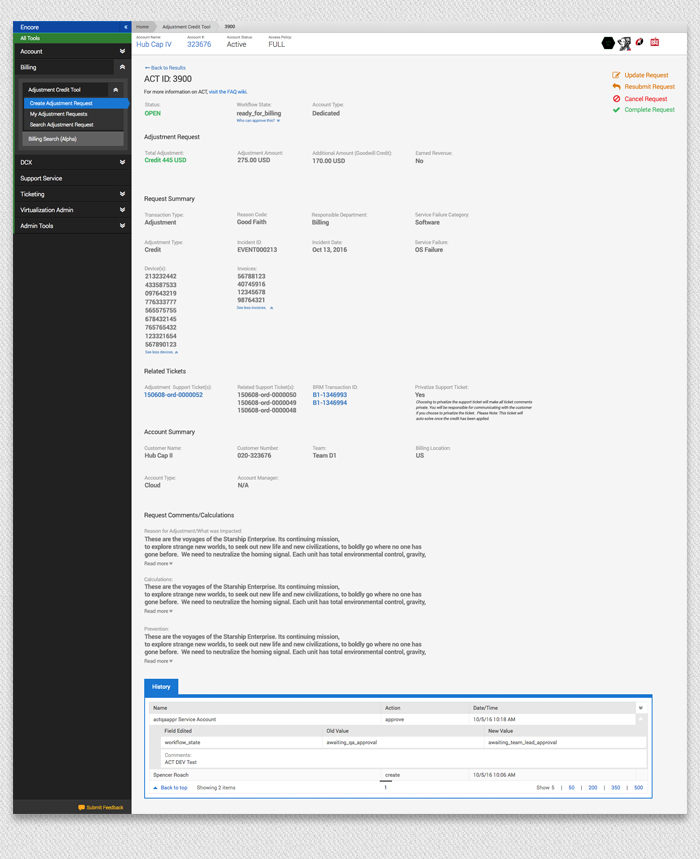 Encore «
All Tools
Account
Billing
Adjustment Credit Tool
Create Adjustment Request
My Adjustment Requests
Search Adjustment Request
Billing Search (Alpha)
DCX
Support Service
Ticketing
Virtualization Admin
Admin Tools
Submit Feedback
Home Adjustment Credit Tool 3900
Account Name Account #: Account Status: Access Policy
Hub Cap IV 323676 Active FULL
Back to Results
ACT ID: 3900
For more information on ACT, visit the FAQ wiki.
Update Request
Resubmit Request
Cancel Request
Complete Request
Status: Workflow State: Account Type:
OPEN ready_for_billing Dedicated
Who can approve this?
Adjustment Request
Total Adjustment: Adjustment Amount: Additional Amount (Goodwill Credit): Earned Revenue:
Credit 445 USD 275.00 USD 170.00 USD No
Request Summary
Transaction Type: Reason Code: Responsible Department: Service Failure Category
Adjustment Good Faith Billing Software
Adjustment Type: Incident ID Incident Date: Service Failure:
Credit EVENT000213 Oct 13, 2016 OS Failure
Device(s): Invoices:
213232442 56788123
433587533 40745916
097643219 12345678
776333777 98764321
565575755 See less invoices.
678432145
765765432
123321654
567890123
See less devices.
Related Tickets
Adjustment Support Ticket(s): Related Support Ticket(s): BRM Transaction ID: Privatize Support Ticket:
150608-ord-0000052 150608-ord-0000050 B1-1346993 Yes
150608-ord-0000049 B1-1346994
150608-ord-0000048
Choosing to privatize the support ticket will make all ticket comments
private. You will be responsible for communicating with the customer
if you choose to privatize the ticket. Please Note: This ticket will
auto-solve once the credit has been applied.
Account Summary
Customer Name: Customer Number: Team: Billing Location:
Hub Cap II 020-323676 Team D1 US
Account Type: Account Manager:
Cloud N/A
Request Comments/Calculations
Reason for Adjustment/What was Impacted:
These are the voyages of the Starship Enterprise. Its continuing mission,
to explore strange new worlds, to seek out new life and new civilizations, to boldly go where no one has
gone before. We need to neutralize the homing signal. Each unit has total environmental control, gravity,
Read more
Calculations:
These are the voyages of the Starship Enterprise. Its continuing mission,
to explore strange new worlds, to seek out new life and new civilizations, to boldly go where no one has
gone before. We need to neutralize the homing signal. Each unit has total environmental control, gravity,
Read more
Prevention:
These are the voyages of the Starship Enterprise. Its continuing mission,
to explore strange new worlds, to seek out new life and new civilizations, to boldly go where no one has
gone before. We need to neutralize the homing signal. Each unit has total environmental control, gravity,
Read more
History
Name Action Date/Time
actqaappr Service Account approve 10/5/16 10:18 AM
Field Edited Old Value New Value
workflow_state awaiting_qa_approval awaiting_team_lead_approval
Comments:
ACT DEV Test
Spencer Roach create 10/5/16 10:06 AM
Back to top Showing 2 items 1 Show 5 | 50 | 200 | 350 | 500